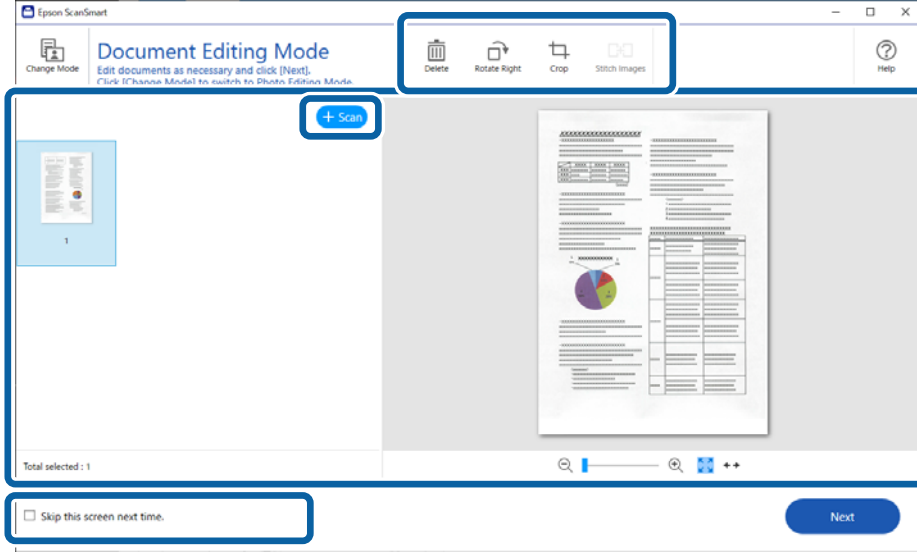 Epson ScanSmart
Change Mode
Document Editing Mode
Edit documents as necessary and click [Next].
Click [Change Mode] to switch to Photo Editing Mode.
Delete
Rotate Right
Crop
Stitch Images
Help
+ Scan
1
Total selected : 1
Skip this screen next time.
Next